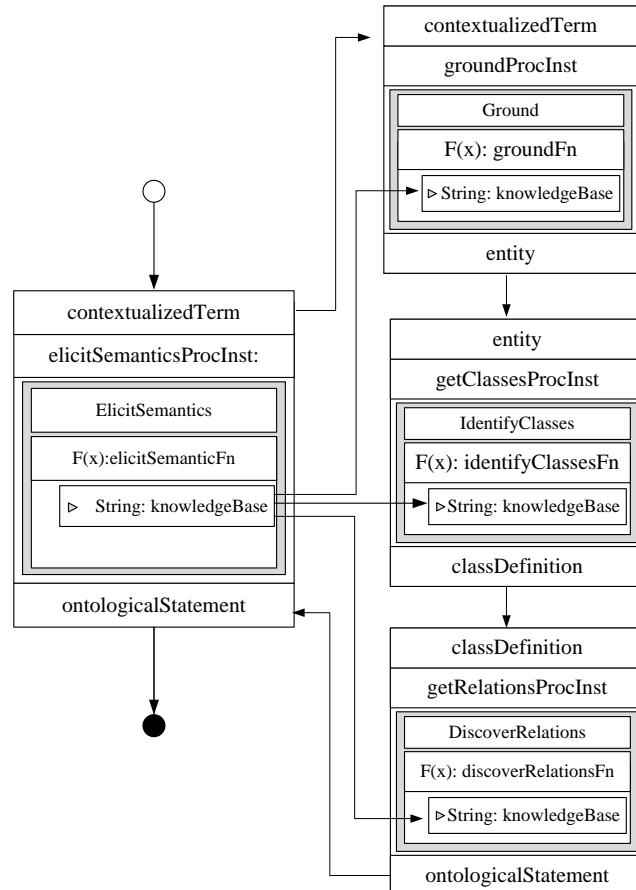 contextualizedTerm
groundProcInst
Ground
F(x): groundFn
String: knowledgeBase
entity
contextualizedTerm
elicitSemanticsProcInst:
ElicitSemantics
F(x):elicitSemanticFn
String: knowledgeBase
ontologicalStatement
entity
getClassesProcInst
IdentifyClasses
F(x): identifyClassesFn
String: knowledgeBase
classDefinition
classDefinition
getRelationsProcInst
DiscoverRelations
F(x): discoverRelationsFn
String: knowledgeBase
ontologicalStatement